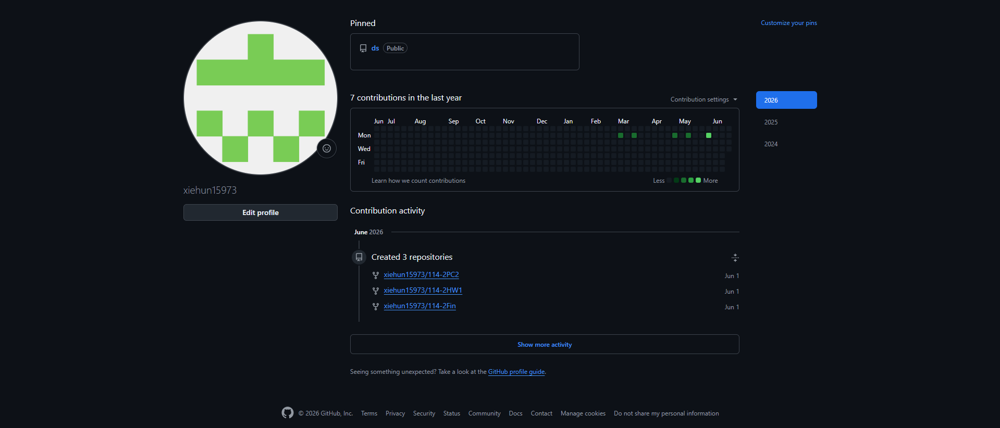 Pinned
Customize your pins
ds Public
7 contributions in the last year
Contribution settings
2026
2025
2024
Jun Jul Aug Sep Oct Nov Dec Jan Feb Mar Apr May Jun
Mon
Wed
Fri
Learn how we count contributions
Less More
xiehun15973
Edit profile
Contribution activity
June 2026
Created 3 repositories
xiehun15973/114-2PC2 Jun 1
xiehun15973/114-2HW1 Jun 1
xiehun15973/114-2Fin Jun 1
Show more activity
Seeing something unexpected? Take a look at the GitHub profile guide.
© 2026 GitHub, Inc. Terms Privacy Security Status Community Docs Contact Manage cookies Do not share my personal information